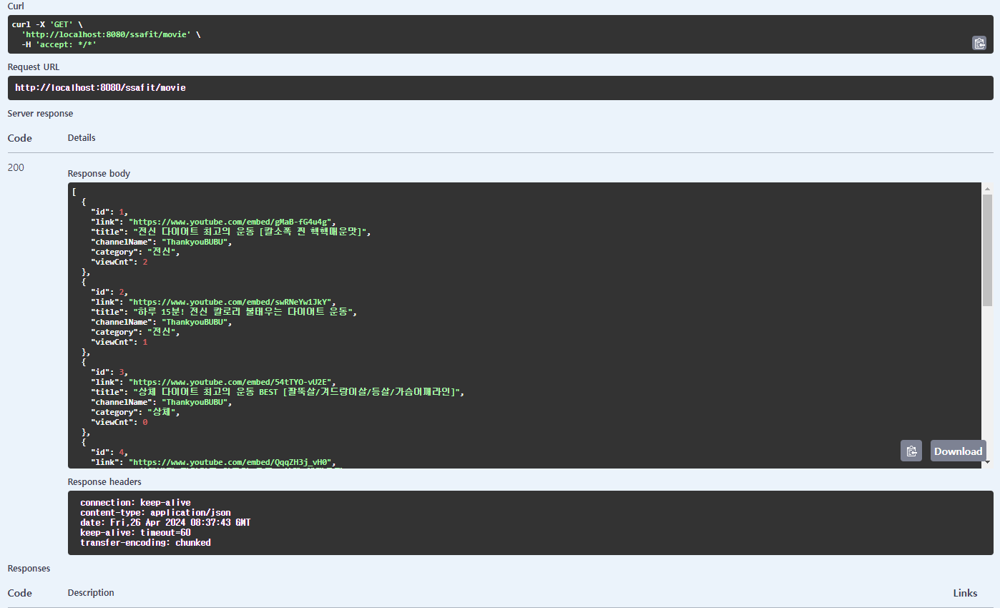 Curl
curl -X 'GET' \
'http://localhost:8080/ssafit/movie' \
-H 'accept: */*'
Request URL
http://localhost:8080/ssafit/movie
Server response
Code Details
200
Response body
[
{
"id": 1,
"link": "https://www.youtube.com/embed/gMaB-fG4u4g",
"title": "전신 다이어트 최고의 운동 [칼소폭 찐 핵핵매운맛]",
"channelName": "ThankyouBUBU",
"category": "전신",
"viewCnt": 2
},
{
"id": 2,
"link": "https://www.youtube.com/embed/swRNeYw1JkY",
"title": "하루 15분! 전신 칼로리 불태우는 다이어트 운동",
"channelName": "ThankyouBUBU",
"category": "전신",
"viewCnt": 1
},
{
"id": 3,
"link": "https://www.youtube.com/embed/54tTYO-vU2E",
"title": "상체 다이어트 최고의 운동 BEST [팔뚝살/겨드랑이살/등살/가슴어깨라인]",
"channelName": "ThankyouBUBU",
"category": "상체",
"viewCnt": 0
},
{
"id": 4,
"link": "https://www.youtube.com/embed/QqqZH3j_vH0",
Download
Response headers
connection: keep-alive
content-type: application/json
date: Fri,26 Apr 2024 08:37:43 GMT
keep-alive: timeout=60
transfer-encoding: chunked
Responses
Code Description Links